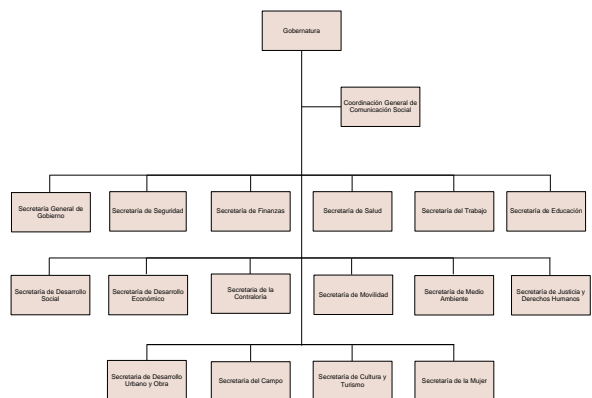 Gobernatura
Coordinación General de
Comunicación Social
Secretaría General de
Gobierno
Secretaría de Seguridad
Secretaría de Finanzas
Secretaría de Salud
Secretaría del Trabajo
Secretaría de Educación
Secretaría de Desarrollo
Social
Secretaría de Desarrollo
Económico
Secretaría de la
Contraloría
Secretaría de Movilidad
Secretaría de Medio
Ambiente
Secretaría de Justicia y
Derechos Humanos
Secretaría de Desarrollo
Urbano y Obra
Secretaría del Campo
Secretaría de Cultura y
Turismo
Secretaría de la Mujer